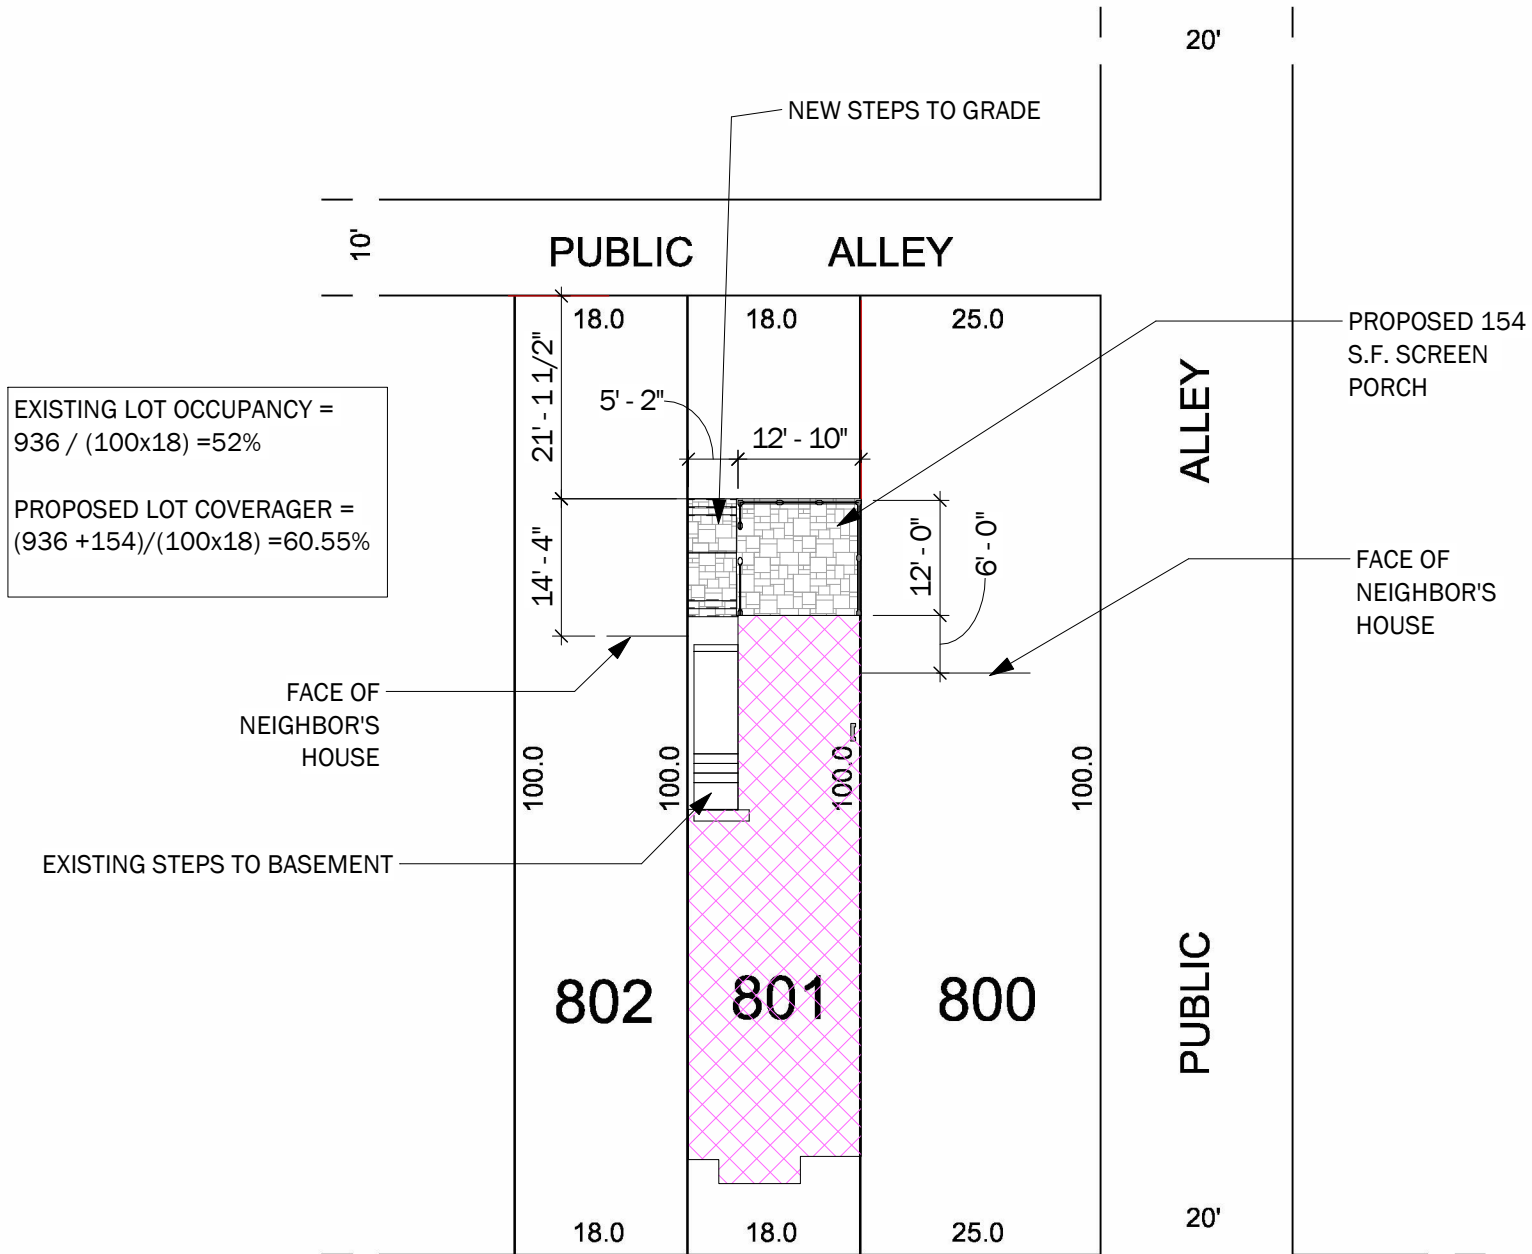 20'
NEW STEPS TO GRADE
10'
PUBLIC ALLEY
18.0 18.0 25.0
PROPOSED 154
S.F. SCREEN
PORCH
21' - 1 1/2"
5' - 2"
12' - 10"
ALLEY
EXISTING LOT OCCUPANCY =
936 / (100x18) =52%
PROPOSED LOT COVERAGER =
(936 +154)/(100x18) =60.55%
14' - 4"
12' - 0"
6' - 0"
FACE OF
NEIGHBOR'S
HOUSE
FACE OF
NEIGHBOR'S
HOUSE
100.0 100.0 100.0 100.0
EXISTING STEPS TO BASEMENT
802 801 800
PUBLIC
18.0 18.0 25.0
20'